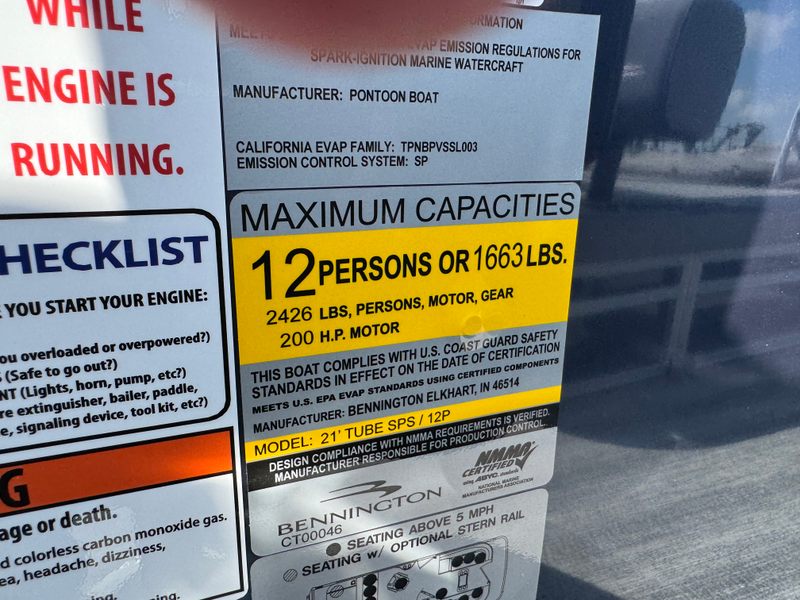 WHILE
ENGINE IS
RUNNING.
HECKLIST
YOU START YOUR ENGINE:
ou overloaded or overpowered?)
(Safe to go out?)
NT (Lights, horn, pump, etc?)
re extinguisher, bailer, paddle,
e, signaling device, tool kit, etc?)
G
age or death.
d colorless carbon monoxide gas.
ea, headache, dizziness,
ORMATION
EVAP EMISSION REGULATIONS FOR
SPARK-IGNITION MARINE WATERCRAFT
MANUFACTURER: PONTOON BOAT
CALIFORNIA EVAP FAMILY: TPNBPVSSL003
EMISSION CONTROL SYSTEM: SP
MAXIMUM CAPACITIES
12 PERSONS OR 1663 LBS.
2426 LBS, PERSONS, MOTOR, GEAR
200 H.P. MOTOR
THIS BOAT COMPLIES WITH U.S. COAST GUARD SAFETY
STANDARDS IN EFFECT ON THE DATE OF CERTIFICATION
MEETS U.S. EPA EVAP STANDARDS USING CERTIFIED COMPONENTS
MANUFACTURER: BENNINGTON ELKHART, IN 46514
MODEL: 21' TUBE SPS / 12P
DESIGN COMPLIANCE WITH NMMA REQUIREMENTS IS VERIFIED.
MANUFACTURER RESPONSIBLE FOR PRODUCTION CONTROL.
NMMA
CERTIFIED
using ABYC standards
NATIONAL MARINE
MANUFACTURERS ASSOCIATION
BENNINGTON
CT00046
SEATING ABOVE 5 MPH
SEATING W/ OPTIONAL STERN RAIL